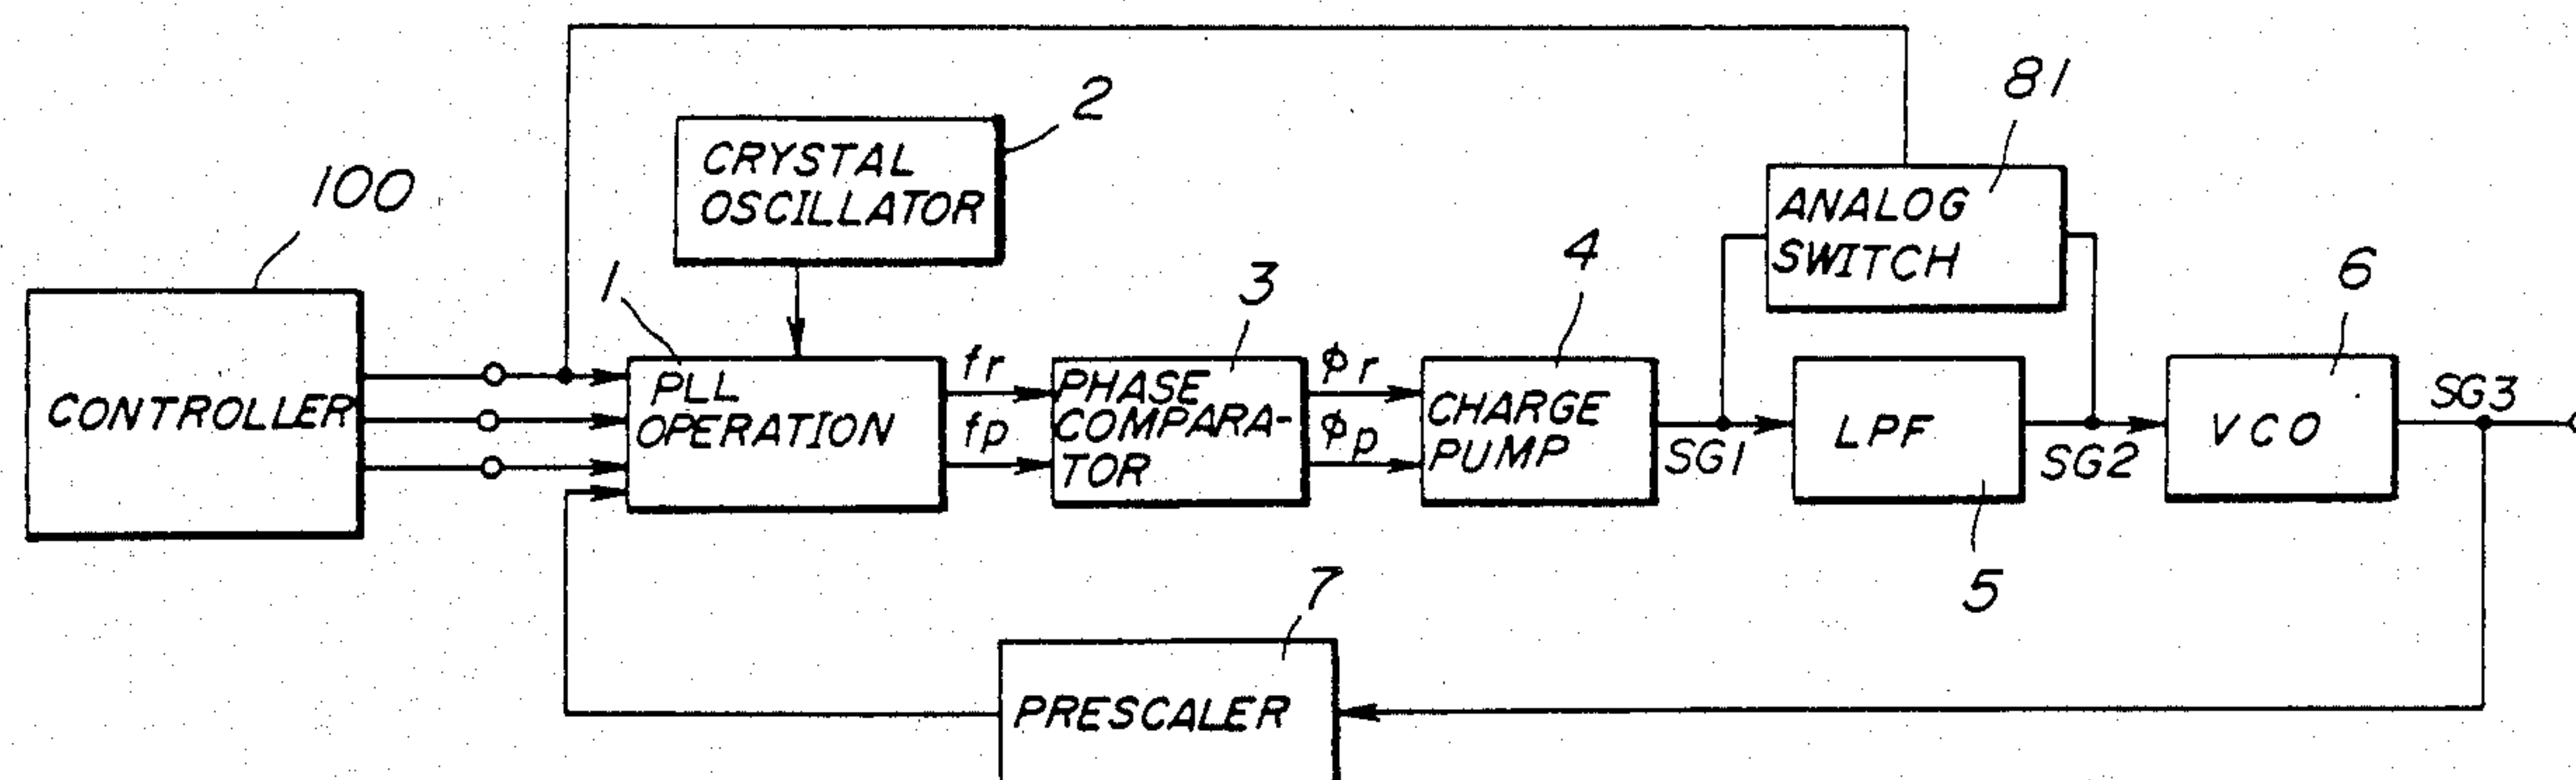 81
2
CRYSTAL
OSCILLATOR
100
ANALOG
SWITCH
1
3
4
6
CONTROLLER
PLL
OPERATION
fr
fp
PHASE
COMPARA-
TOR
φr
φp
CHARGE
PUMP
SG1
LPF
SG2
VCO
SG3
5
7
PRESCALER